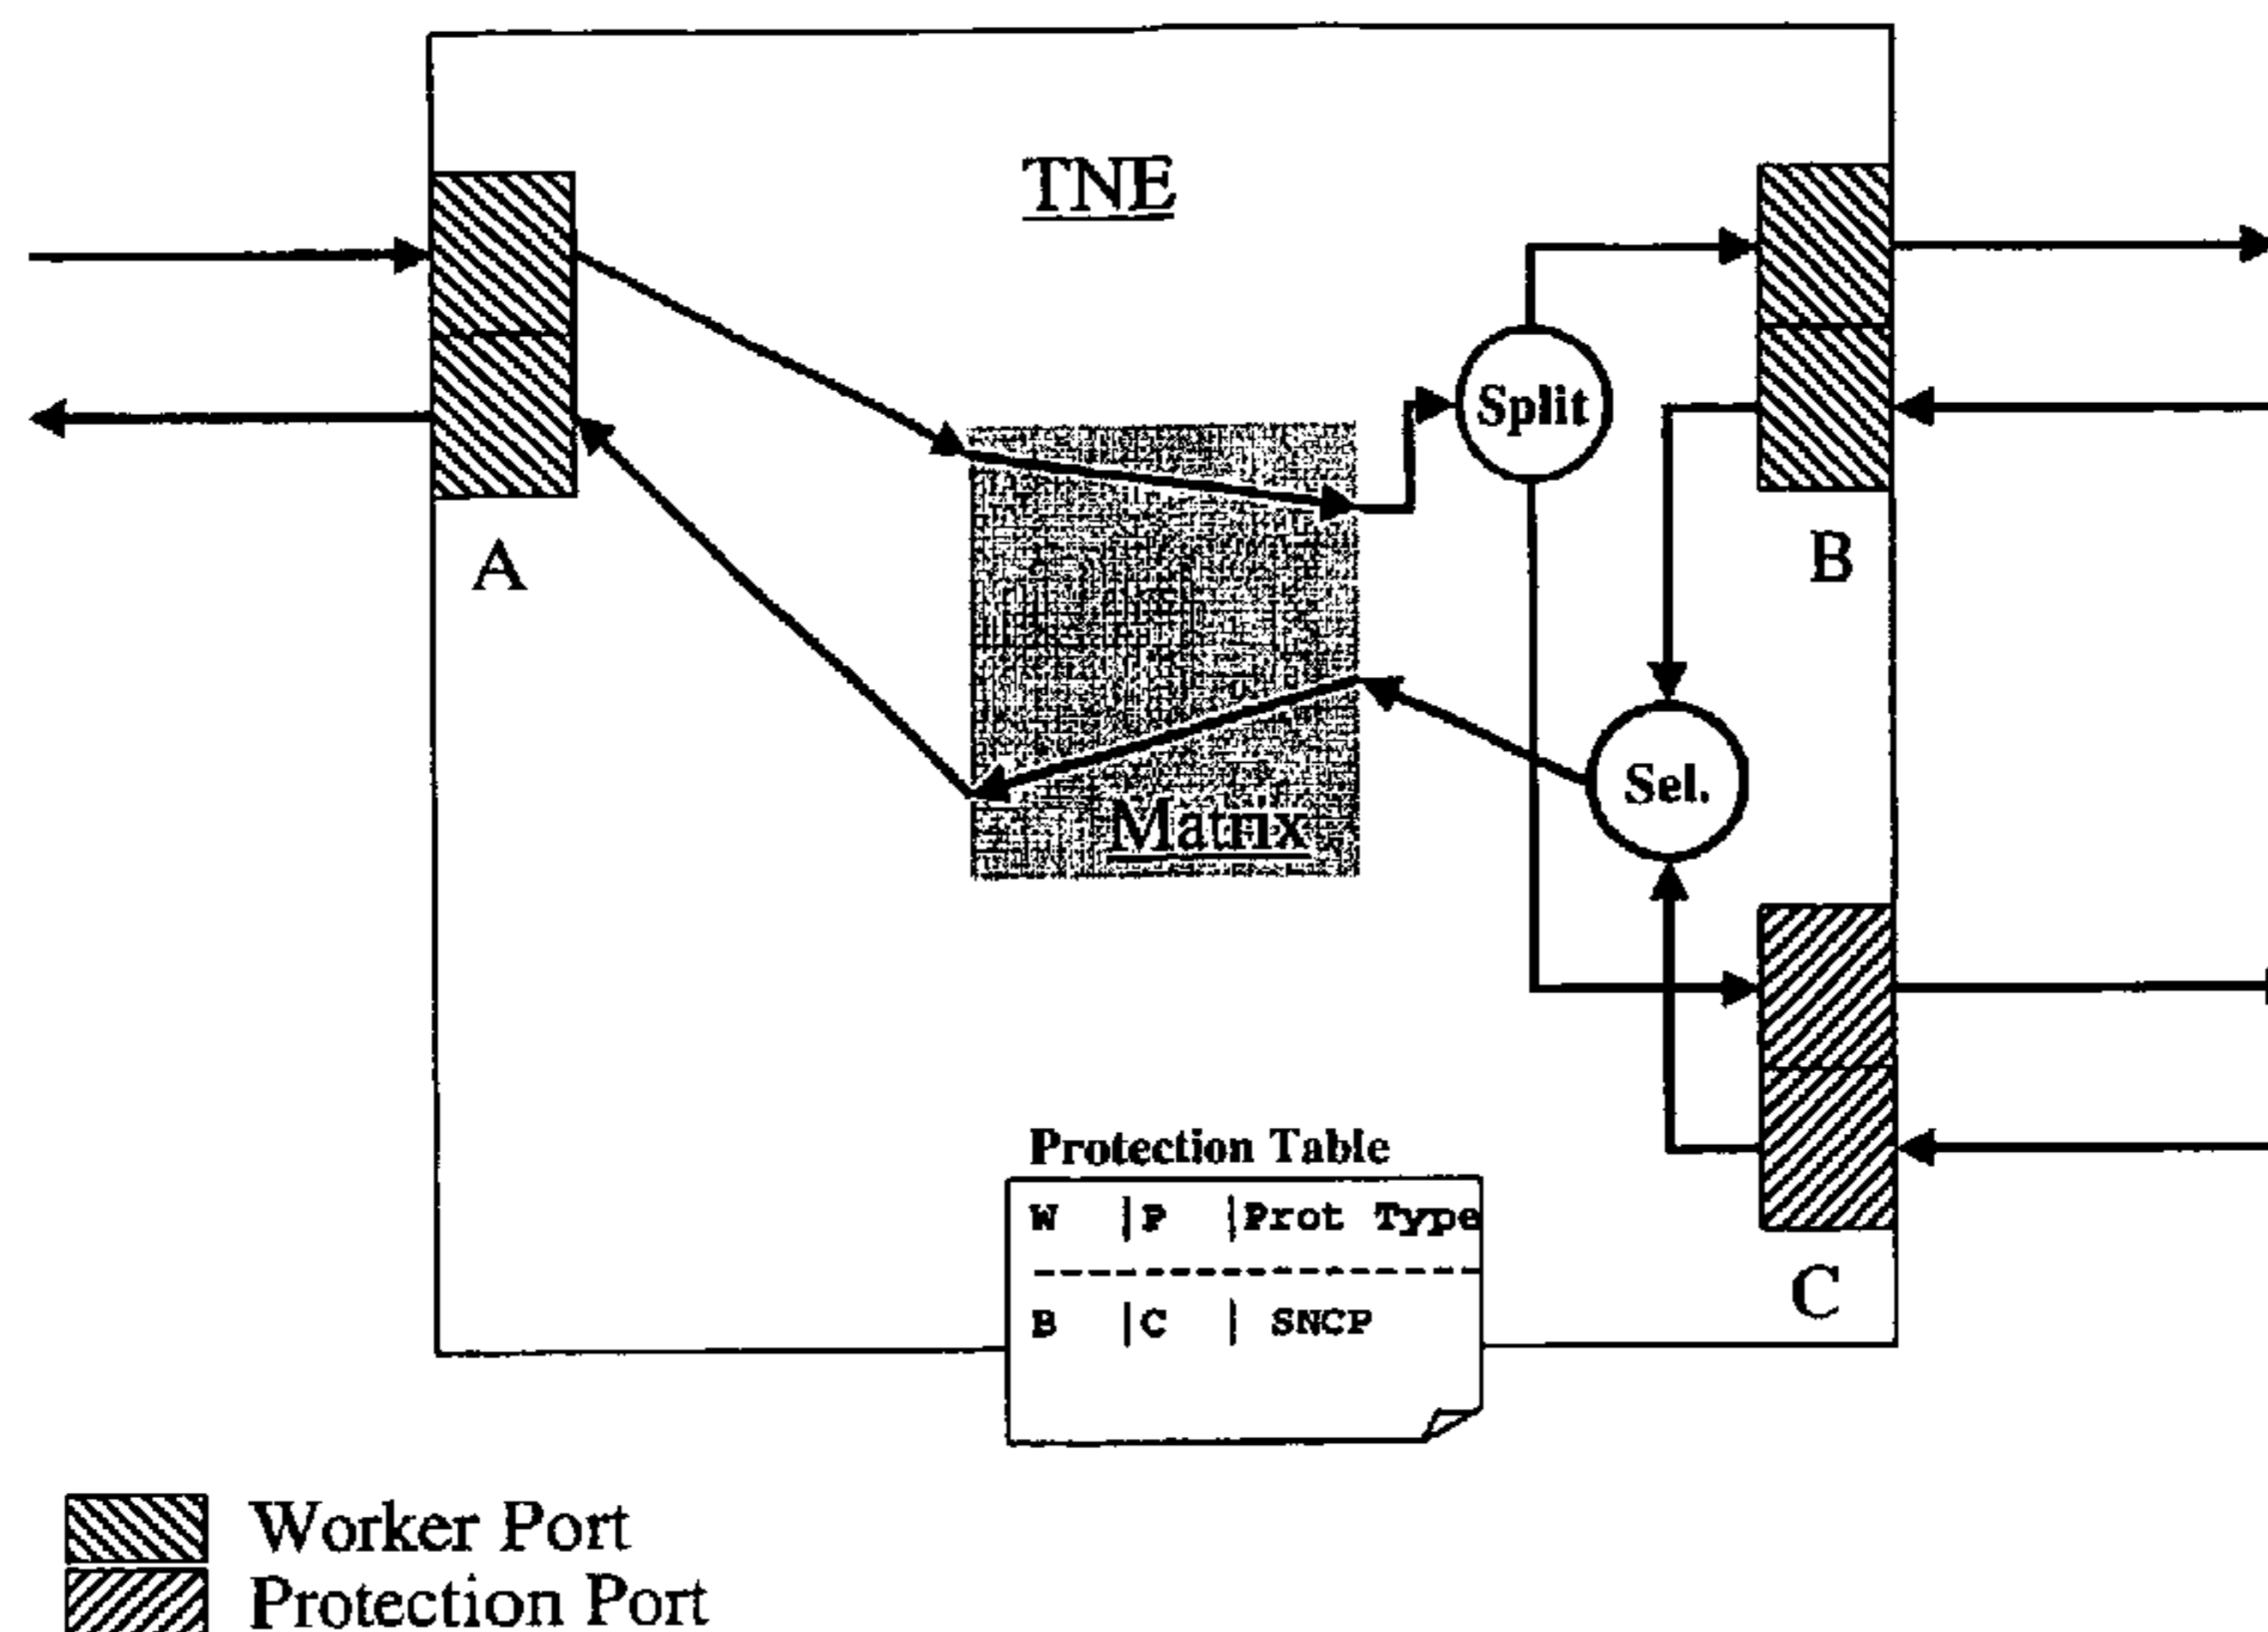 TNE
Split
A
B
Sel.
Matrix
Protection Table
W |P |Prot Type
B |C | SNCP
C
Worker Port
Protection Port